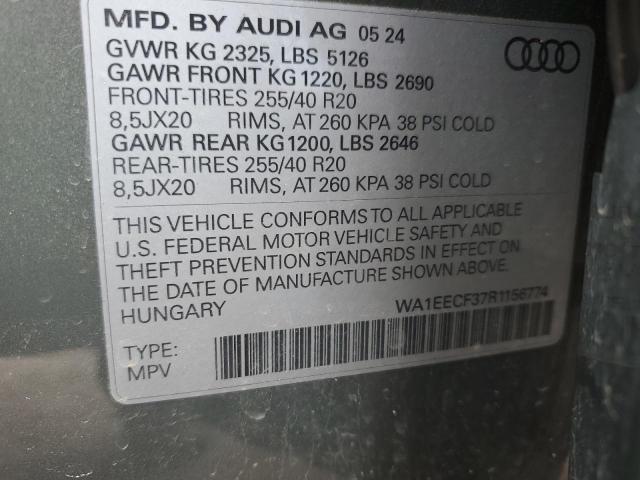 MFD. BY AUDI AG 05 24
GVWR KG 2325, LBS 5126
GAWR FRONT KG 1220, LBS 2690
FRONT-TIRES 255/40 R20
8,5JX20 RIMS, AT 260 KPA 38 PSI COLD
GAWR REAR KG 1200, LBS 2646
REAR-TIRES 255/40 R20
8,5JX20 RIMS, AT 260 KPA 38 PSI COLD
THIS VEHICLE CONFORMS TO ALL APPLICABLE
U.S. FEDERAL MOTOR VEHICLE SAFETY AND
THEFT PREVENTION STANDARDS IN EFFECT ON
THE DATE OF MANUFACTURE SHOWN ABOVE.
HUNGARY WA1EECF37R1156774
TYPE:
MPV